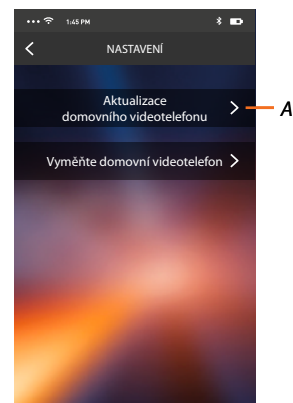 1:45 PM
NASTAVENÍ
Aktualizace
domovního videotelefonu
A
Vyměňte domovní videotelefon